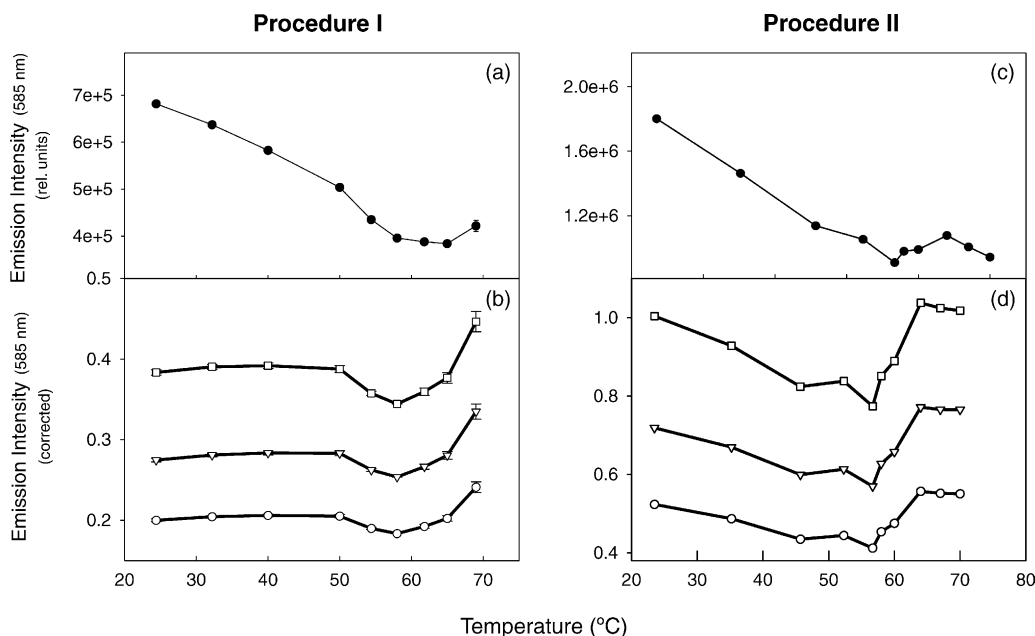 Procedure I
Procedure II
(a)
7e+5
6e+5
5e+5
4e+5
Emission Intensity (585 nm)
(rel. units)
(c)
2.0e+6
1.6e+6
1.2e+6
(b)
0.5
0.4
0.3
0.2
Emission Intensity (585 nm)
(corrected)
20 30 40 50 60 70
(d)
1.0
0.8
0.6
0.4
20 30 40 50 60 70 80
Temperature (ºC)